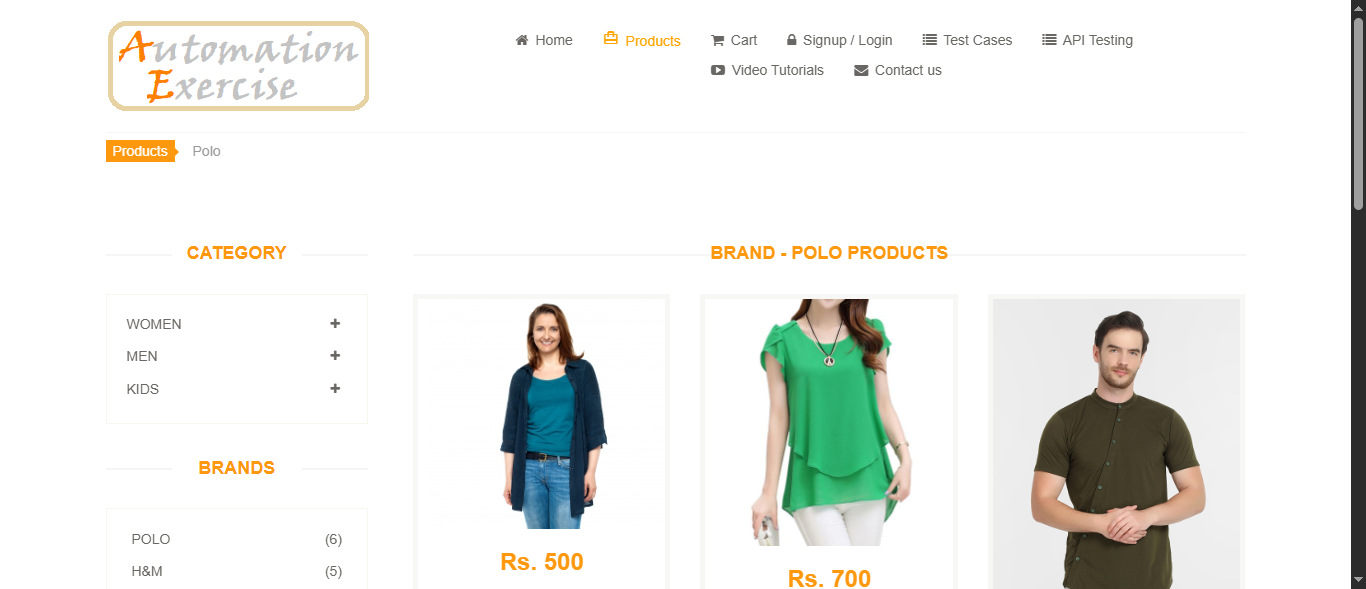 Automation
Exercise
Home Products Cart Signup / Login Test Cases API Testing
Video Tutorials Contact us
Products Polo
CATEGORY
WOMEN
MEN
KIDS
BRANDS
POLO (6)
H&M (5)
BRAND - POLO PRODUCTS
Rs. 500
Rs. 700